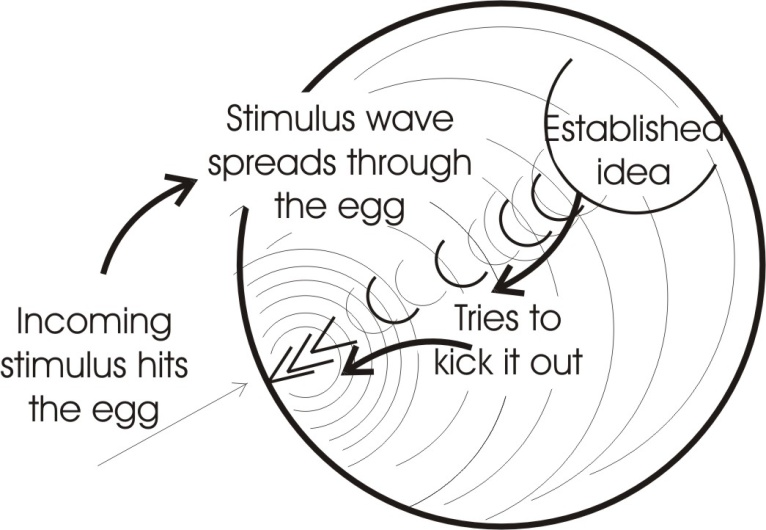 Stimulus wave
spreads through
the egg
Established
idea
Incoming
stimulus hits
the egg
Tries to
kick it out